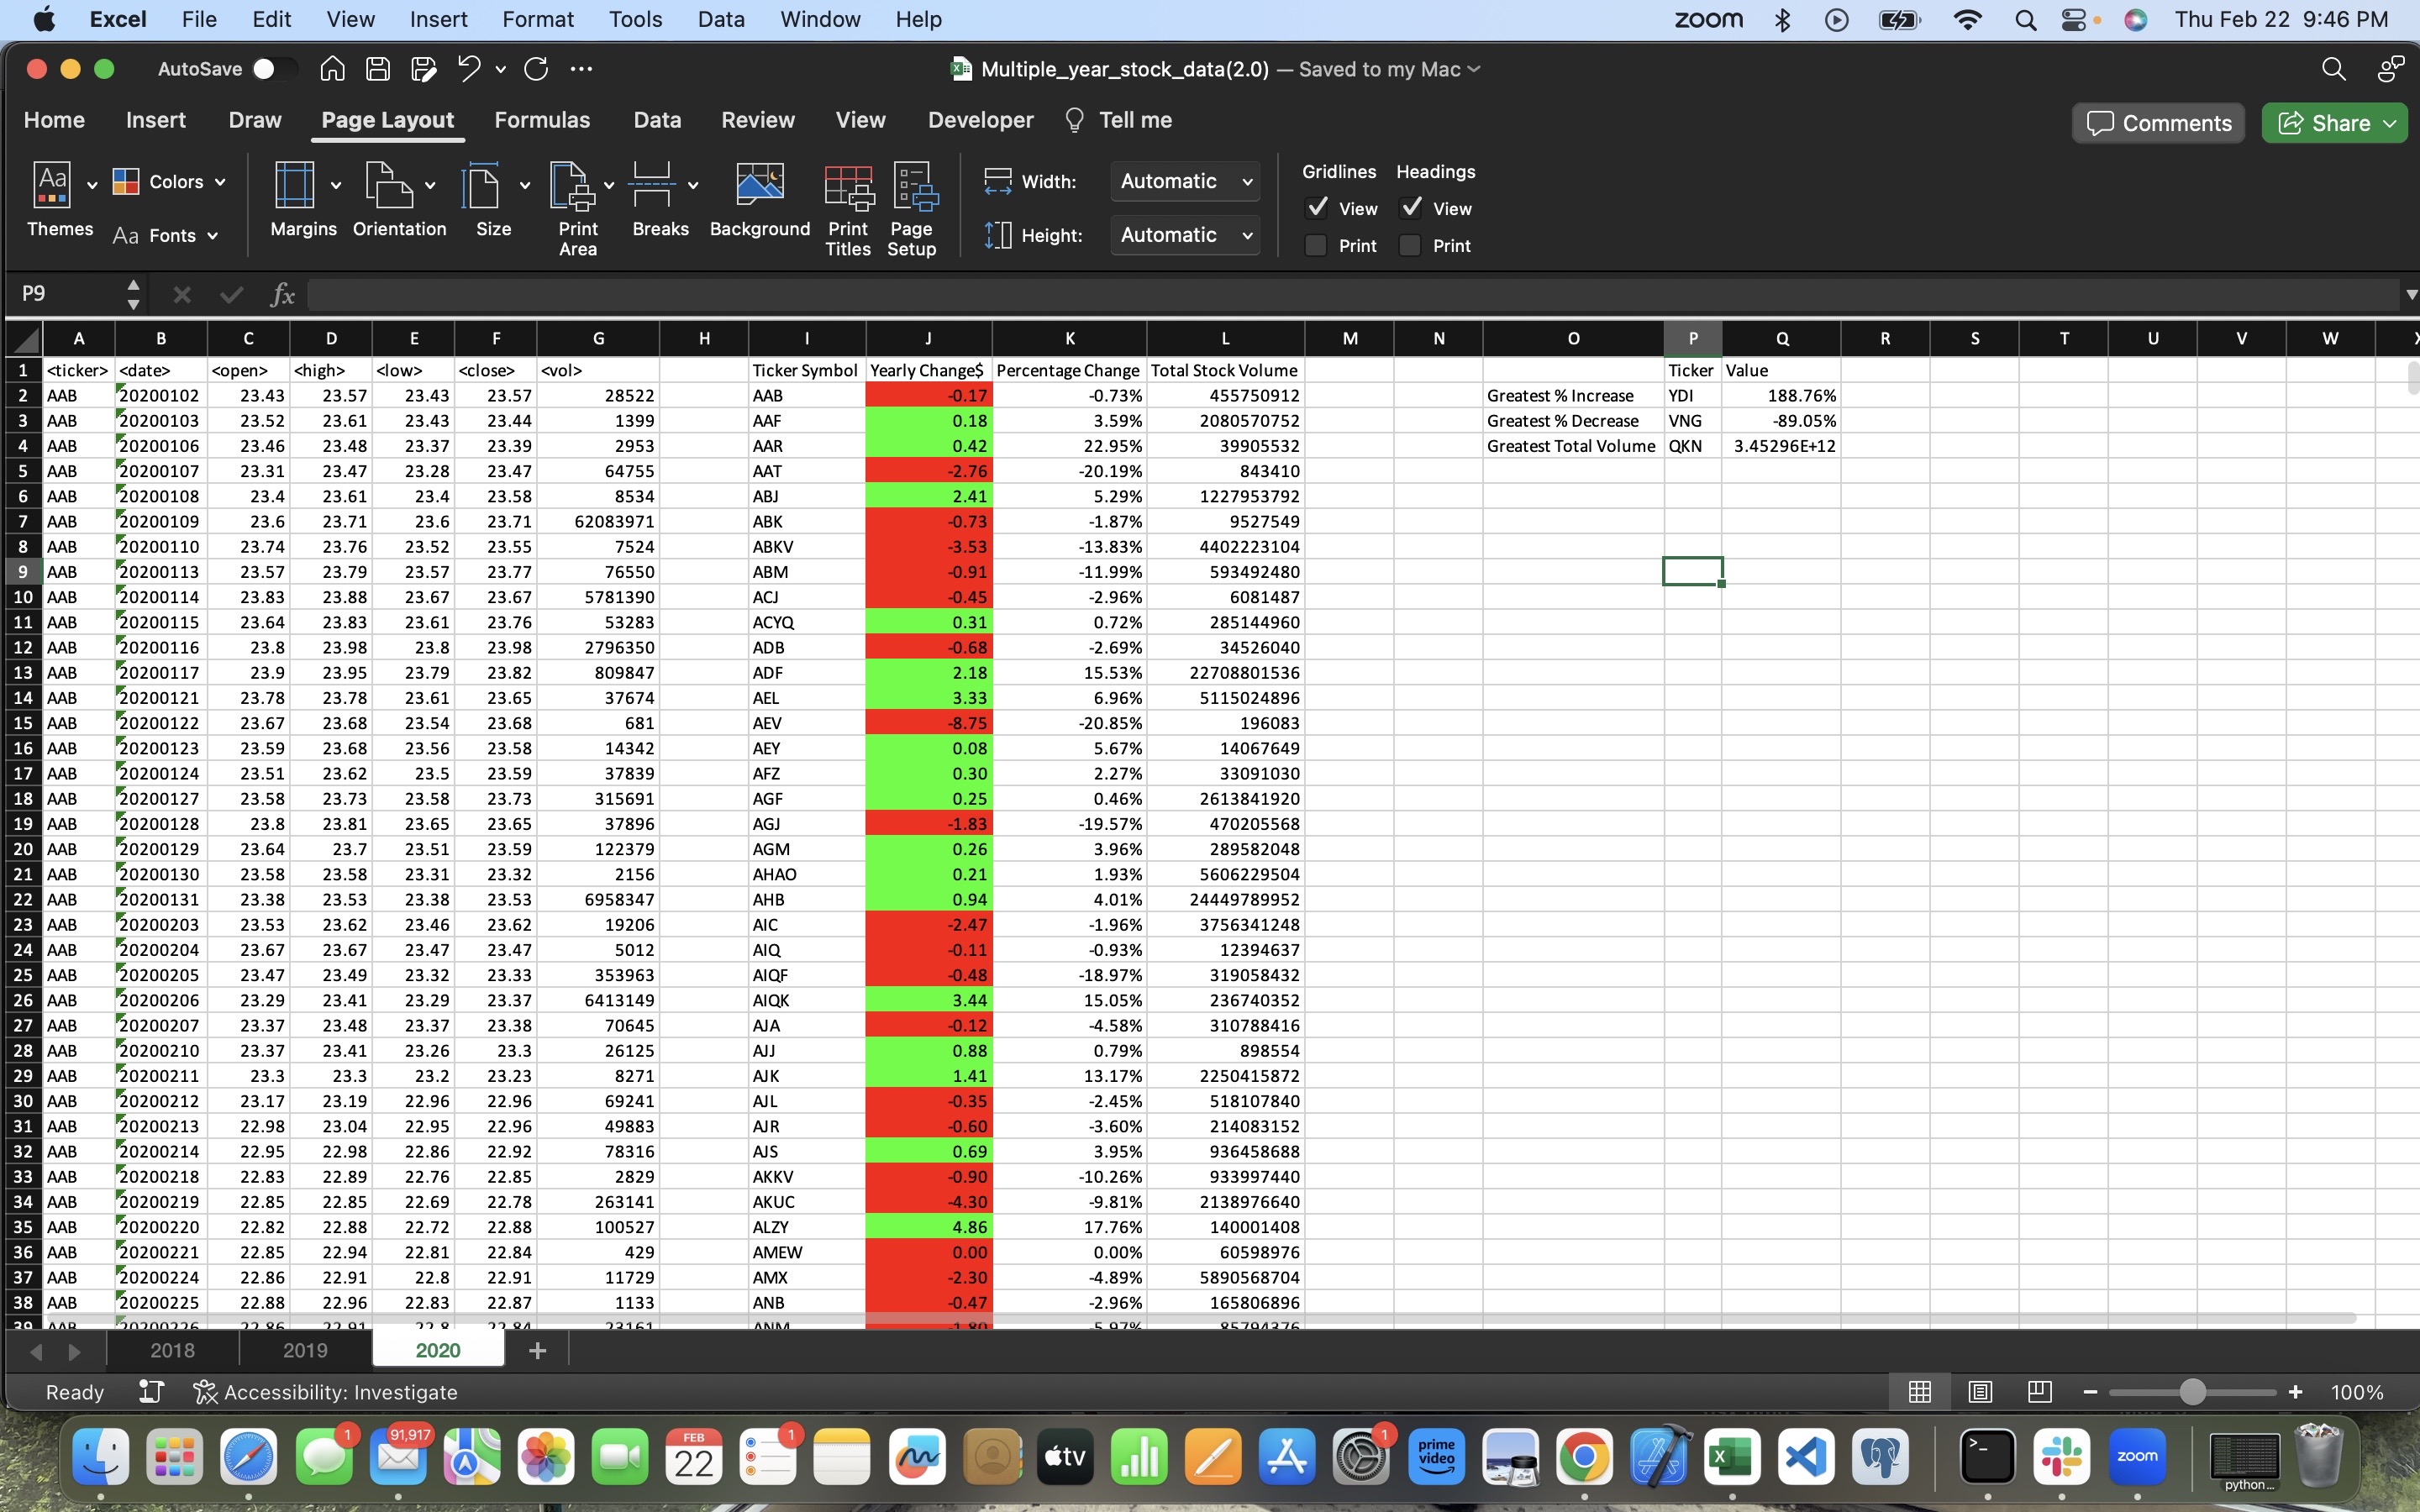 Excel File Edit View Insert Format Tools Data Window Help zoom Thu Feb 22 9:46 PM
AutoSave Multiple_year_stock_data(2.0) — Saved to my Mac
Home Insert Draw Page Layout Formulas Data Review View Developer Tell me Comments Share
Aa Colors Width: Automatic Gridlines Headings
View View
Themes Aa Fonts Margins Orientation Size Print Area Breaks Background Print Titles Page Setup Height: Automatic Print Print
P9 fx
A B C D E F G H I J K L M N O P Q R S T U V W
1 <ticker> <date> <open> <high> <low> <close> <vol> Ticker Symbol Yearly Change$ Percentage Change Total Stock Volume Ticker Value
2 AAB 20200102 23.43 23.57 23.43 23.57 28522 AAB -0.17 -0.73% 455750912 Greatest % Increase YDI 188.76%
3 AAB 20200103 23.52 23.61 23.43 23.44 1399 AAF 0.18 3.59% 2080570752 Greatest % Decrease VNG -89.05%
4 AAB 20200106 23.46 23.48 23.37 23.39 2953 AAR 0.42 22.95% 39905532 Greatest Total Volume QKN 3.45296E+12
5 AAB 20200107 23.31 23.47 23.28 23.47 64755 AAT -2.76 -20.19% 843410
6 AAB 20200108 23.4 23.61 23.4 23.58 8534 ABJ 2.41 5.29% 1227953792
7 AAB 20200109 23.6 23.71 23.6 23.71 62083971 ABK -0.73 -1.87% 9527549
8 AAB 20200110 23.74 23.76 23.52 23.55 7524 ABKV -3.53 -13.83% 4402223104
9 AAB 20200113 23.57 23.79 23.57 23.77 76550 ABM -0.91 -11.99% 593492480
10 AAB 20200114 23.83 23.88 23.67 23.67 5781390 ACJ -0.45 -2.96% 6081487
11 AAB 20200115 23.64 23.83 23.61 23.76 53283 ACYQ 0.31 0.72% 285144960
12 AAB 20200116 23.8 23.98 23.8 23.98 2796350 ADB -0.68 -2.69% 34526040
13 AAB 20200117 23.9 23.95 23.79 23.82 809847 ADF 2.18 15.53% 22708801536
14 AAB 20200121 23.78 23.78 23.61 23.65 37674 AEL 3.33 6.96% 5115024896
15 AAB 20200122 23.67 23.68 23.54 23.68 681 AEV -8.75 -20.85% 196083
16 AAB 20200123 23.59 23.68 23.56 23.58 14342 AEY 0.08 5.67% 14067649
17 AAB 20200124 23.51 23.62 23.5 23.59 37839 AFZ 0.30 2.27% 33091030
18 AAB 20200127 23.58 23.73 23.58 23.73 315691 AGF 0.25 0.46% 2613841920
19 AAB 20200128 23.8 23.81 23.65 23.65 37896 AGJ -1.83 -19.57% 470205568
20 AAB 20200129 23.64 23.7 23.51 23.59 122379 AGM 0.26 3.96% 289582048
21 AAB 20200130 23.58 23.58 23.31 23.32 2156 AHAO 0.21 1.93% 5606229504
22 AAB 20200131 23.38 23.53 23.38 23.53 6958347 AHB 0.94 4.01% 24449789952
23 AAB 20200203 23.53 23.62 23.46 23.62 19206 AIC -2.47 -1.96% 3756341248
24 AAB 20200204 23.67 23.67 23.47 23.47 5012 AIQ -0.11 -0.93% 12394637
25 AAB 20200205 23.47 23.49 23.32 23.33 353963 AIQF -0.48 -18.97% 319058432
26 AAB 20200206 23.29 23.41 23.29 23.37 6413149 AIQK 3.44 15.05% 236740352
27 AAB 20200207 23.37 23.48 23.37 23.38 70645 AJA -0.12 -4.58% 310788416
28 AAB 20200210 23.37 23.41 23.26 23.3 26125 AJJ 0.88 0.79% 898554
29 AAB 20200211 23.3 23.3 23.2 23.23 8271 AJK 1.41 13.17% 2250415872
30 AAB 20200212 23.17 23.19 22.96 22.96 69241 AJL -0.35 -2.45% 518107840
31 AAB 20200213 22.98 23.04 22.95 22.96 49883 AJR -0.60 -3.60% 214083152
32 AAB 20200214 22.95 22.98 22.86 22.92 78316 AJS 0.69 3.95% 936458688
33 AAB 20200218 22.83 22.89 22.76 22.85 2829 AKKV -0.90 -10.26% 933997440
34 AAB 20200219 22.85 22.85 22.69 22.78 263141 AKUC -4.30 -9.81% 2138976640
35 AAB 20200220 22.82 22.88 22.72 22.88 100527 ALZY 4.86 17.76% 140001408
36 AAB 20200221 22.85 22.94 22.81 22.84 429 AMEW 0.00 0.00% 60598976
37 AAB 20200224 22.86 22.91 22.8 22.91 11729 AMX -2.30 -4.89% 5890568704
38 AAB 20200225 22.88 22.96 22.83 22.87 1133 ANB -0.47 -2.96% 165806896
39 AAB 20200226 22.86 22.91 22.8 22.84 23161 ANM -1.80 -5.97% 85794376
2018 2019 2020 +
Ready Accessibility: Investigate 100%
1 91,917 FEB 22 1 tv 1 prime video zoom python...